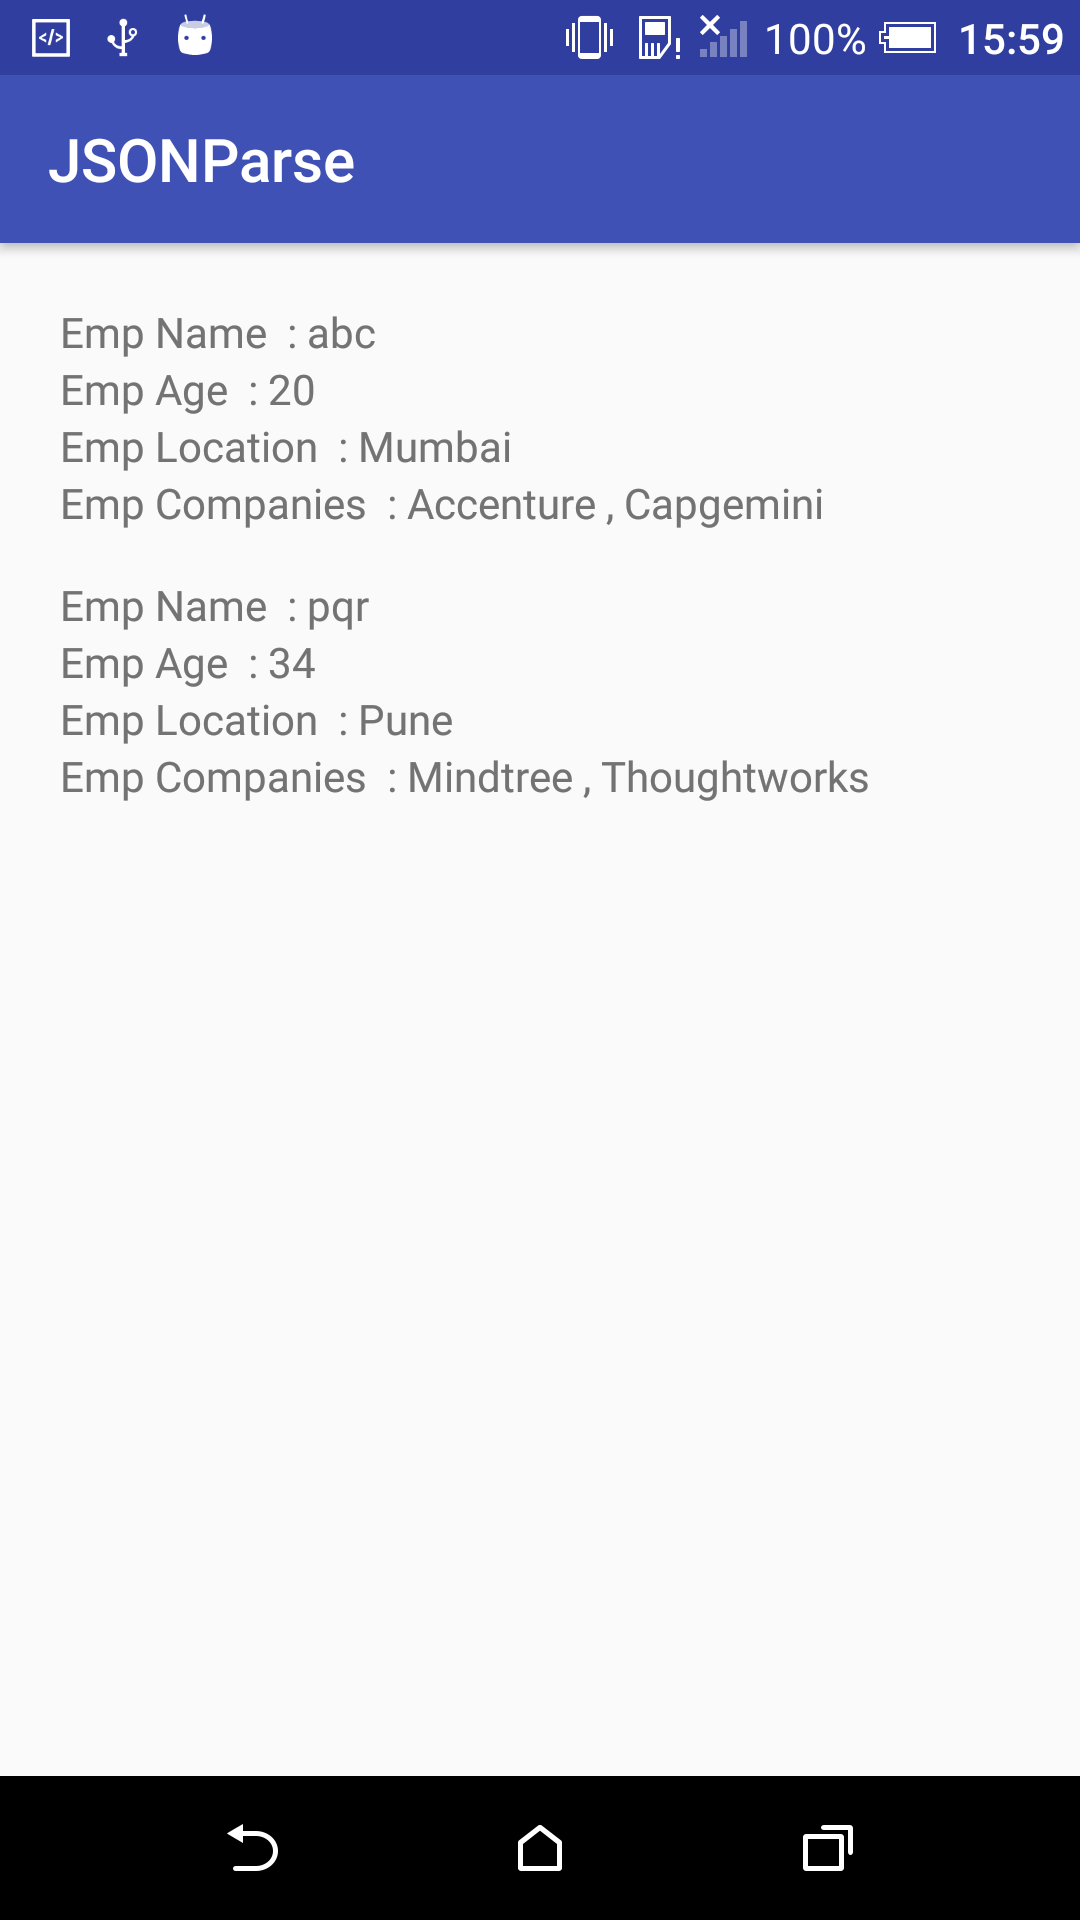 100% 15:59
JSONParse
Emp Name  : abc
Emp Age  : 20
Emp Location  : Mumbai
Emp Companies  : Accenture , Capgemini
Emp Name  : pqr
Emp Age  : 34
Emp Location  : Pune
Emp Companies  : Mindtree , Thoughtworks